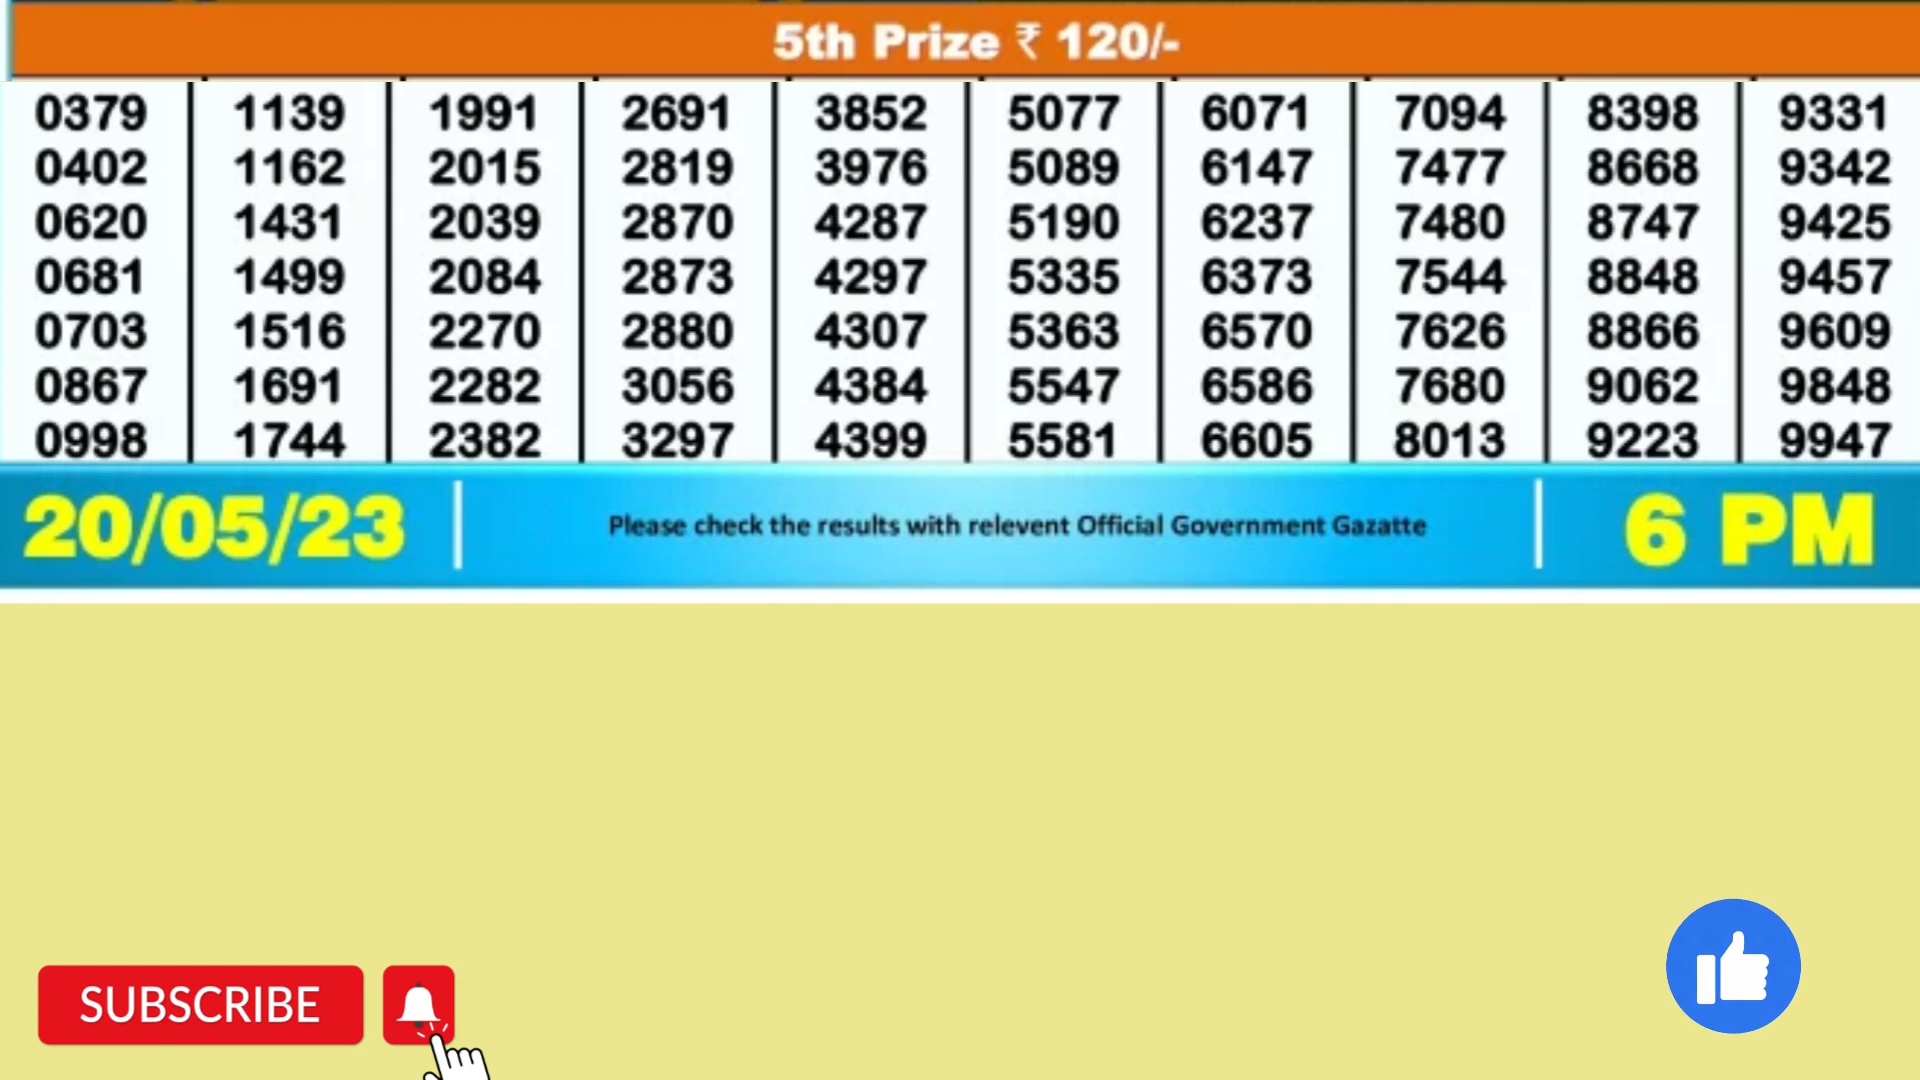 5th Prize ₹ 120/-
0379 1139 1991 2691 3852 5077 6071 7094 8398 9331
0402 1162 2015 2819 3976 5089 6147 7477 8668 9342
0620 1431 2039 2870 4287 5190 6237 7480 8747 9425
0681 1499 2084 2873 4297 5335 6373 7544 8848 9457
0703 1516 2270 2880 4307 5363 6570 7626 8866 9609
0867 1691 2282 3056 4384 5547 6586 7680 9062 9848
0998 1744 2382 3297 4399 5581 6605 8013 9223 9947
20/05/23 Please check the results with relevent Official Government Gazatte 6 PM
SUBSCRIBE